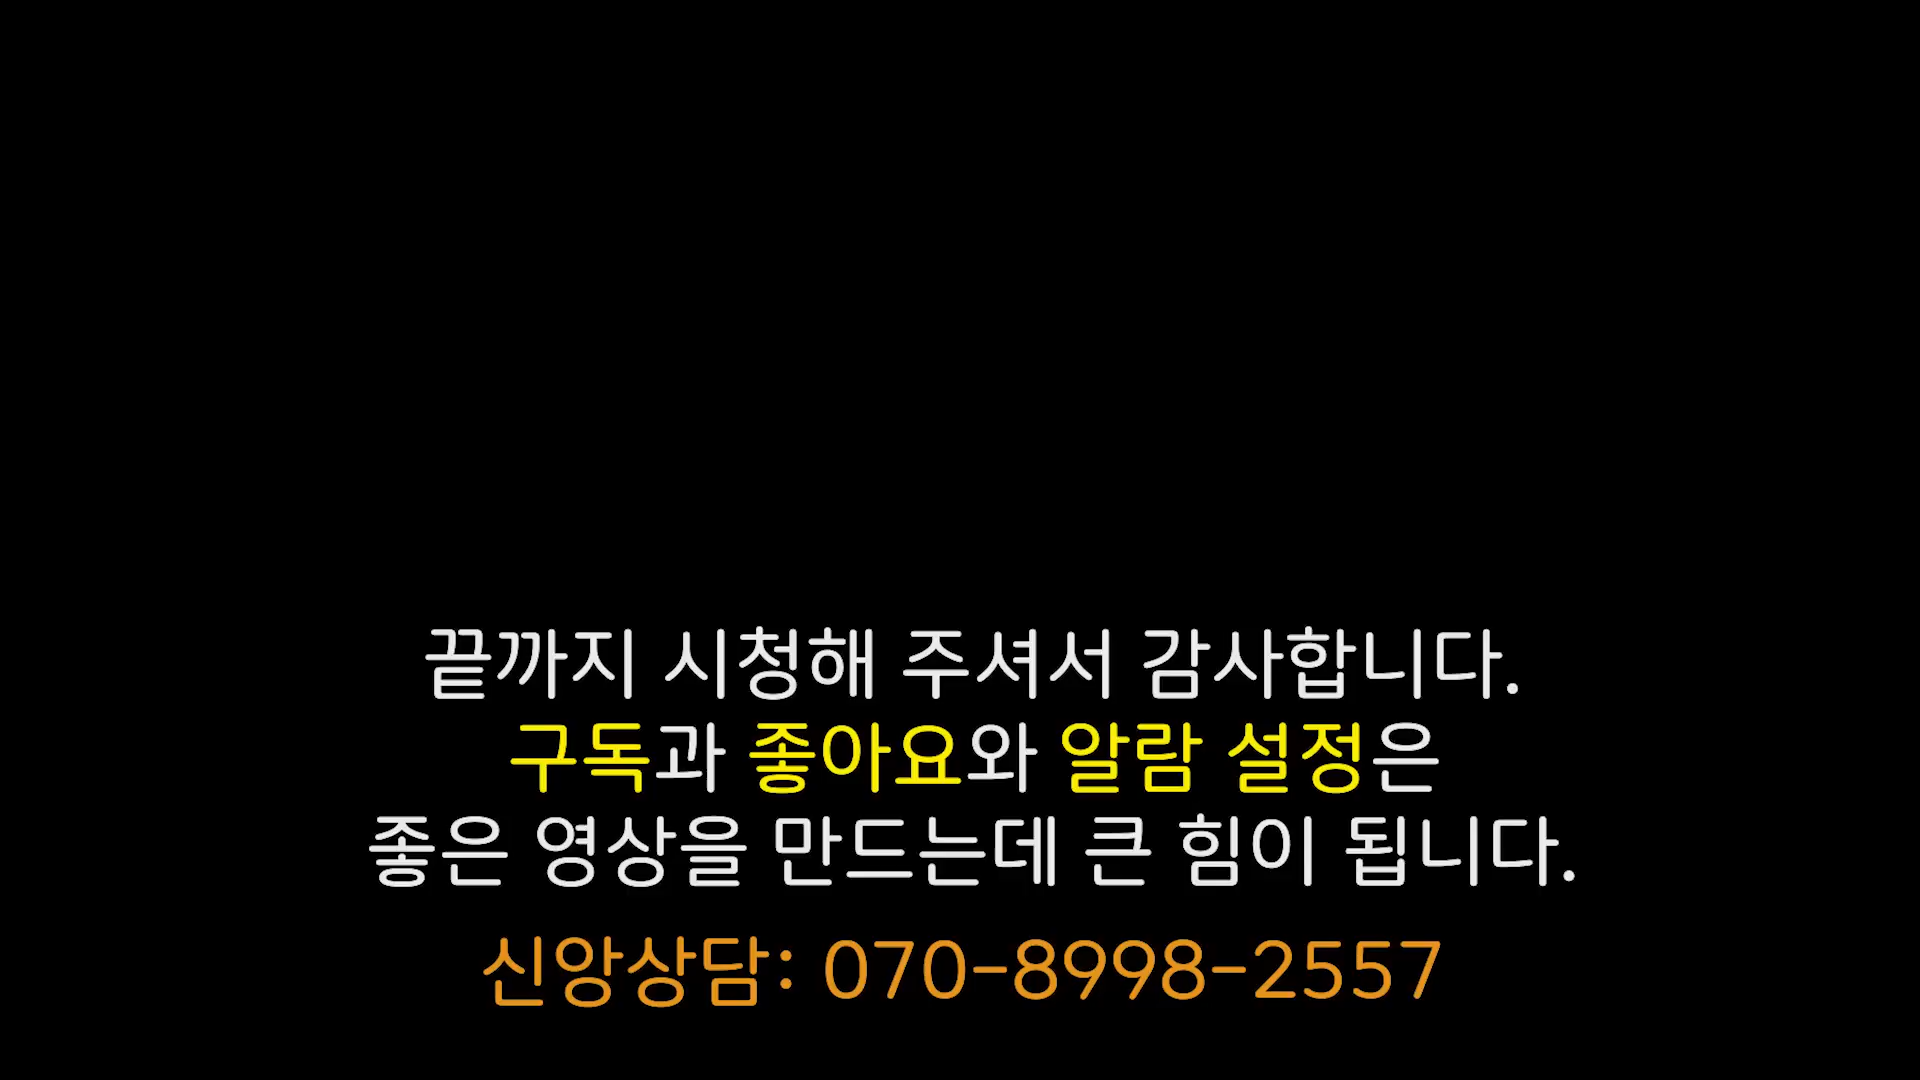 끝까지 시청해 주셔서 감사합니다.
구독과 좋아요와 알람 설정은
좋은 영상을 만드는데 큰 힘이 됩니다.
신앙상담: 070-8998-2557